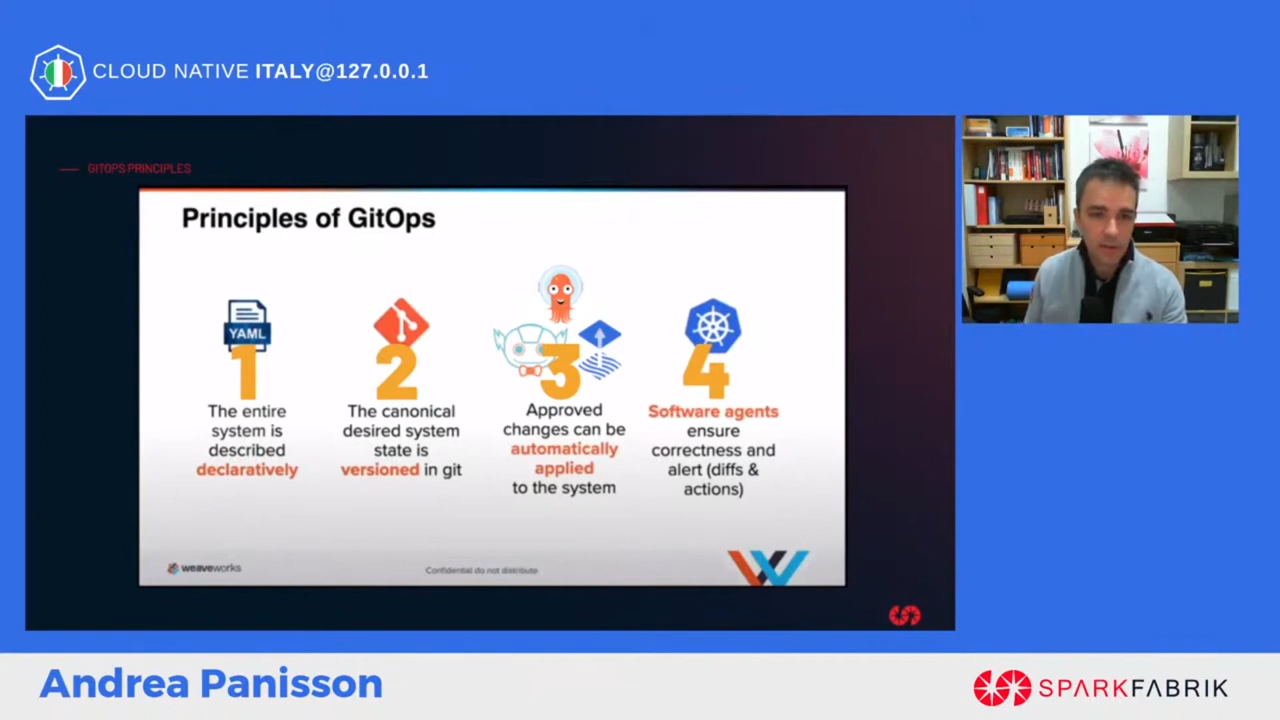 CLOUD NATIVE ITALY@127.0.0.1
GITOPS PRINCIPLES
Principles of GitOps
YAML
1
The entire
system is
described
declaratively
2
The canonical
desired system
state is
versioned in git
3
Approved
changes can be
automatically
applied
to the system
4
Software agents
ensure
correctness and
alert (diffs &
actions)
weaveworks
Confidential do not distribute
Andrea Panisson
SPARKFABRIK